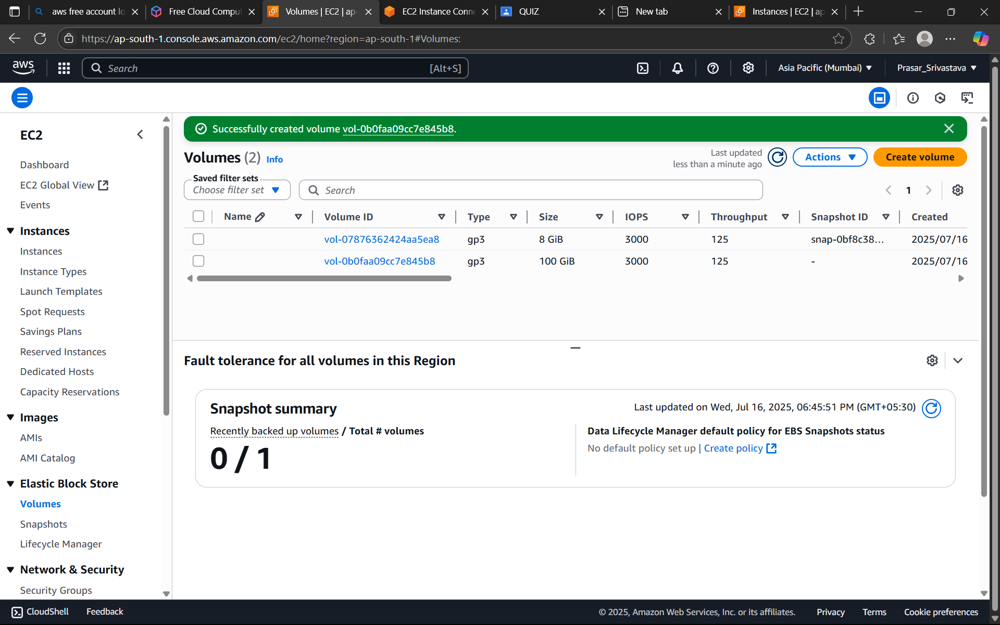 aws free account lo
Free Cloud Comput
Volumes | EC2 | ap-
EC2 Instance Conne
QUIZ
New tab
Instances | EC2 | ap
https://ap-south-1.console.aws.amazon.com/ec2/home?region=ap-south-1#Volumes:
aws
Search
[Alt+S]
Asia Pacific (Mumbai)
Prasar_Srivastava
EC2
Dashboard
EC2 Global View
Events
Instances
Instances
Instance Types
Launch Templates
Spot Requests
Savings Plans
Reserved Instances
Dedicated Hosts
Capacity Reservations
Images
AMIs
AMI Catalog
Elastic Block Store
Volumes
Snapshots
Lifecycle Manager
Network & Security
Security Groups
Successfully created volume vol-0b0faa09cc7e845b8.
Volumes (2) Info
Last updated
less than a minute ago
Actions
Create volume
Saved filter sets
Choose filter set
Search
1
Name Volume ID Type Size IOPS Throughput Snapshot ID Created
vol-07876362424aa5ea8 gp3 8 GiB 3000 125 snap-0bf8c38... 2025/07/16
vol-0b0faa09cc7e845b8 gp3 100 GiB 3000 125 - 2025/07/16
Fault tolerance for all volumes in this Region
Snapshot summary
Last updated on Wed, Jul 16, 2025, 06:45:51 PM (GMT+05:30)
Recently backed up volumes / Total # volumes
0 / 1
Data Lifecycle Manager default policy for EBS Snapshots status
No default policy set up | Create policy
CloudShell
Feedback
© 2025, Amazon Web Services, Inc. or its affiliates.
Privacy
Terms
Cookie preferences